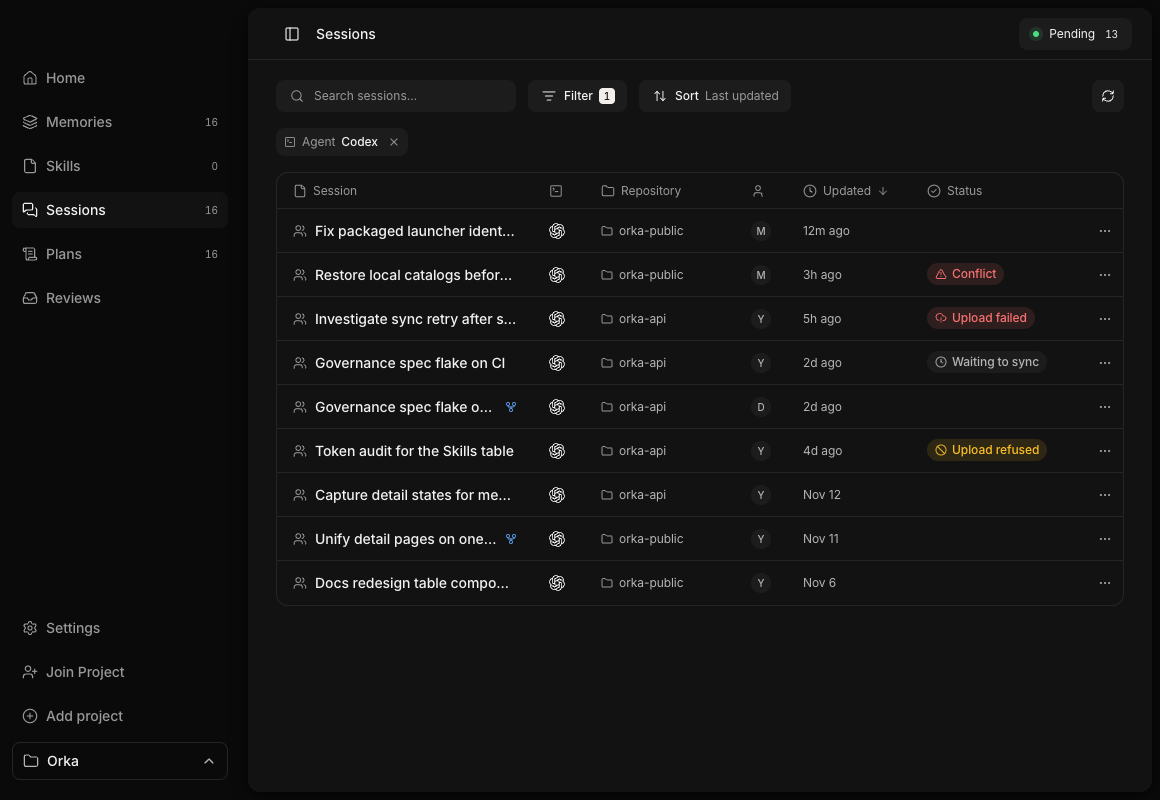 Sessions
Pending 13
Home
Memories 16
Skills 0
Sessions 16
Plans 16
Reviews
Settings
Join Project
Add project
Orka
Search sessions...
Filter 1
Sort Last updated
Agent Codex
Session Repository Updated Status
Fix packaged launcher ident... orka-public M 12m ago
Restore local catalogs befor... orka-public M 3h ago Conflict
Investigate sync retry after s... orka-api Y 5h ago Upload failed
Governance spec flake on CI orka-api Y 2d ago Waiting to sync
Governance spec flake o... orka-api D 2d ago
Token audit for the Skills table orka-api Y 4d ago Upload refused
Capture detail states for me... orka-api Y Nov 12
Unify detail pages on one... orka-public Y Nov 11
Docs redesign table compo... orka-public Y Nov 6